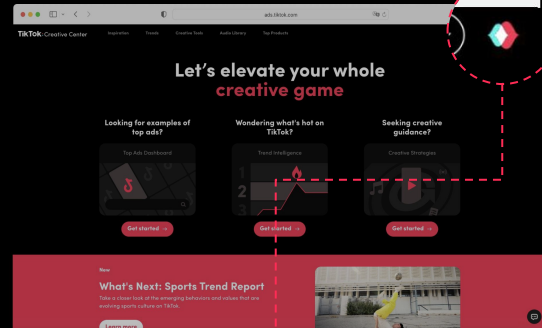 ads.tiktok.com
TikTok: Creative Center
Inspiration
Trends
Creative Tools
Audio Library
Top Products
Let's elevate your whole
creative game
Looking for examples of
top ads?
Wondering what's hot on
TikTok?
Seeking creative
guidance?
Top Ads Dashboard
Trend Intelligence
Creative Strategies
1
2
3
Get started →
Get started →
Get started →
New
What's Next: Sports Trend Report
Take a closer look at the emerging behaviors and values that are
evolving sports culture on TikTok.
Learn more